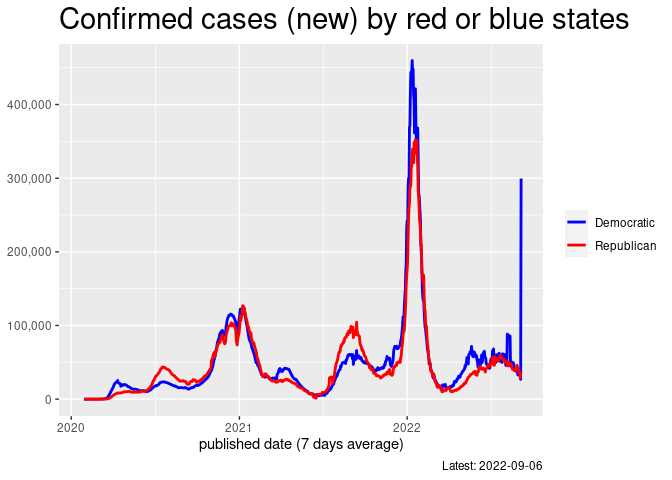 Confirmed cases (new) by red or blue states
400,000
300,000
200,000
100,000
0
Democratic
Republican
2020
2021
2022
published date (7 days average)
Latest: 2022-09-06